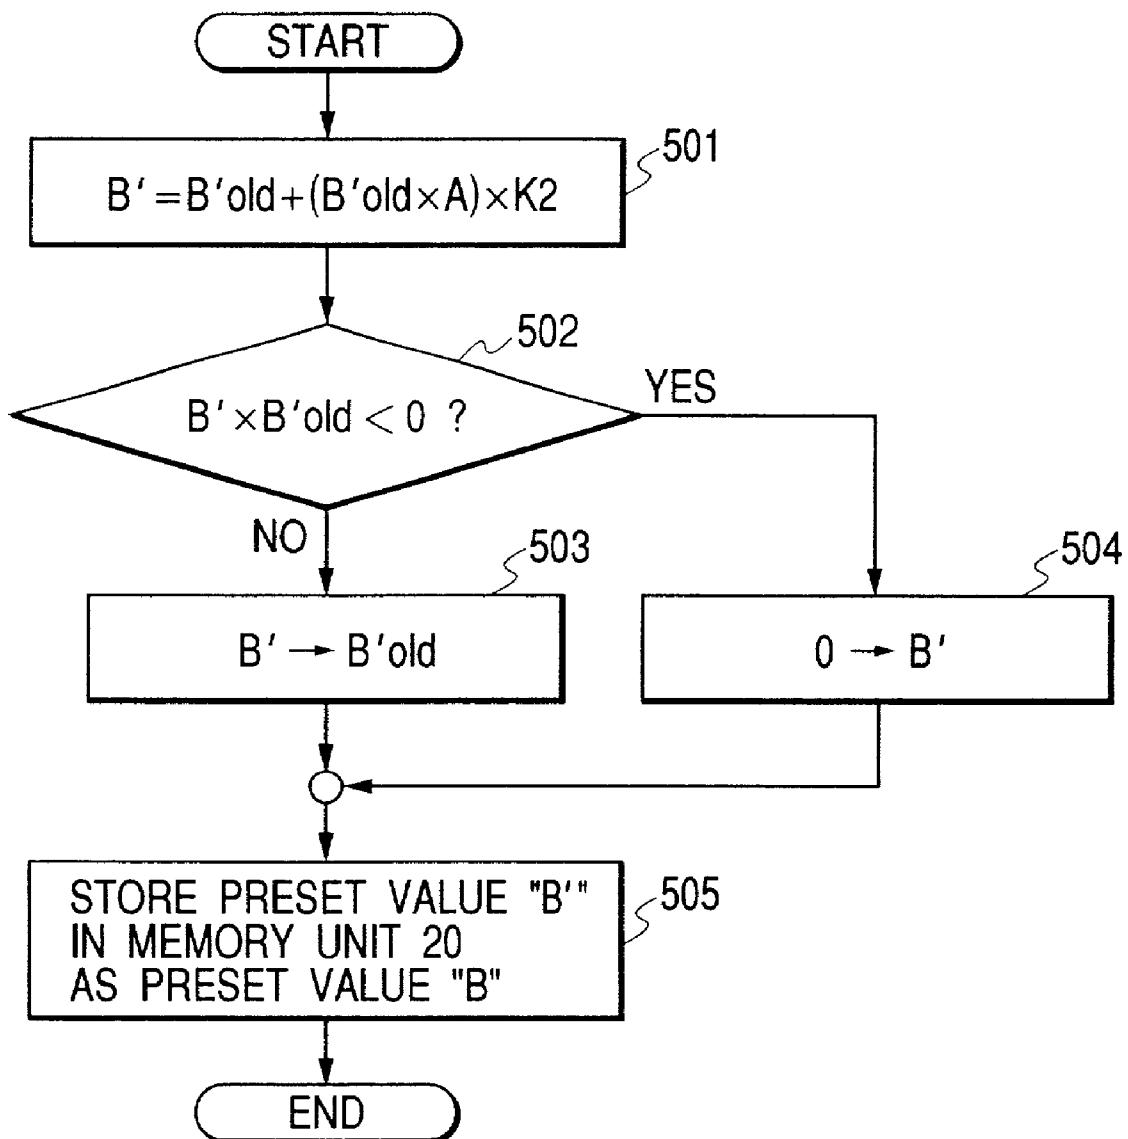 START
B'=B'old+(B'old×A)×K2
501
502
B'×B'old<0 ?
YES
NO
503
504
B'→B'old
0→B'
STORE PRESET VALUE "B'"
IN MEMORY UNIT 20
AS PRESET VALUE "B"
505
END